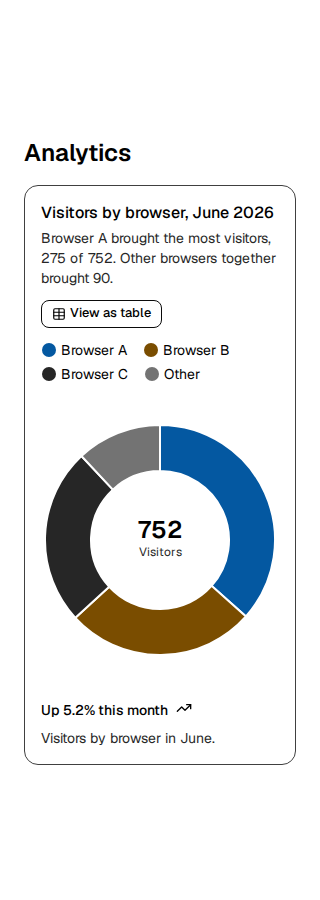 Analytics
Visitors by browser, June 2026
Browser A brought the most visitors,
275 of 752. Other browsers together
brought 90.
View as table
Browser A
Browser B
Browser C
Other
752
Visitors
Up 5.2% this month
Visitors by browser in June.